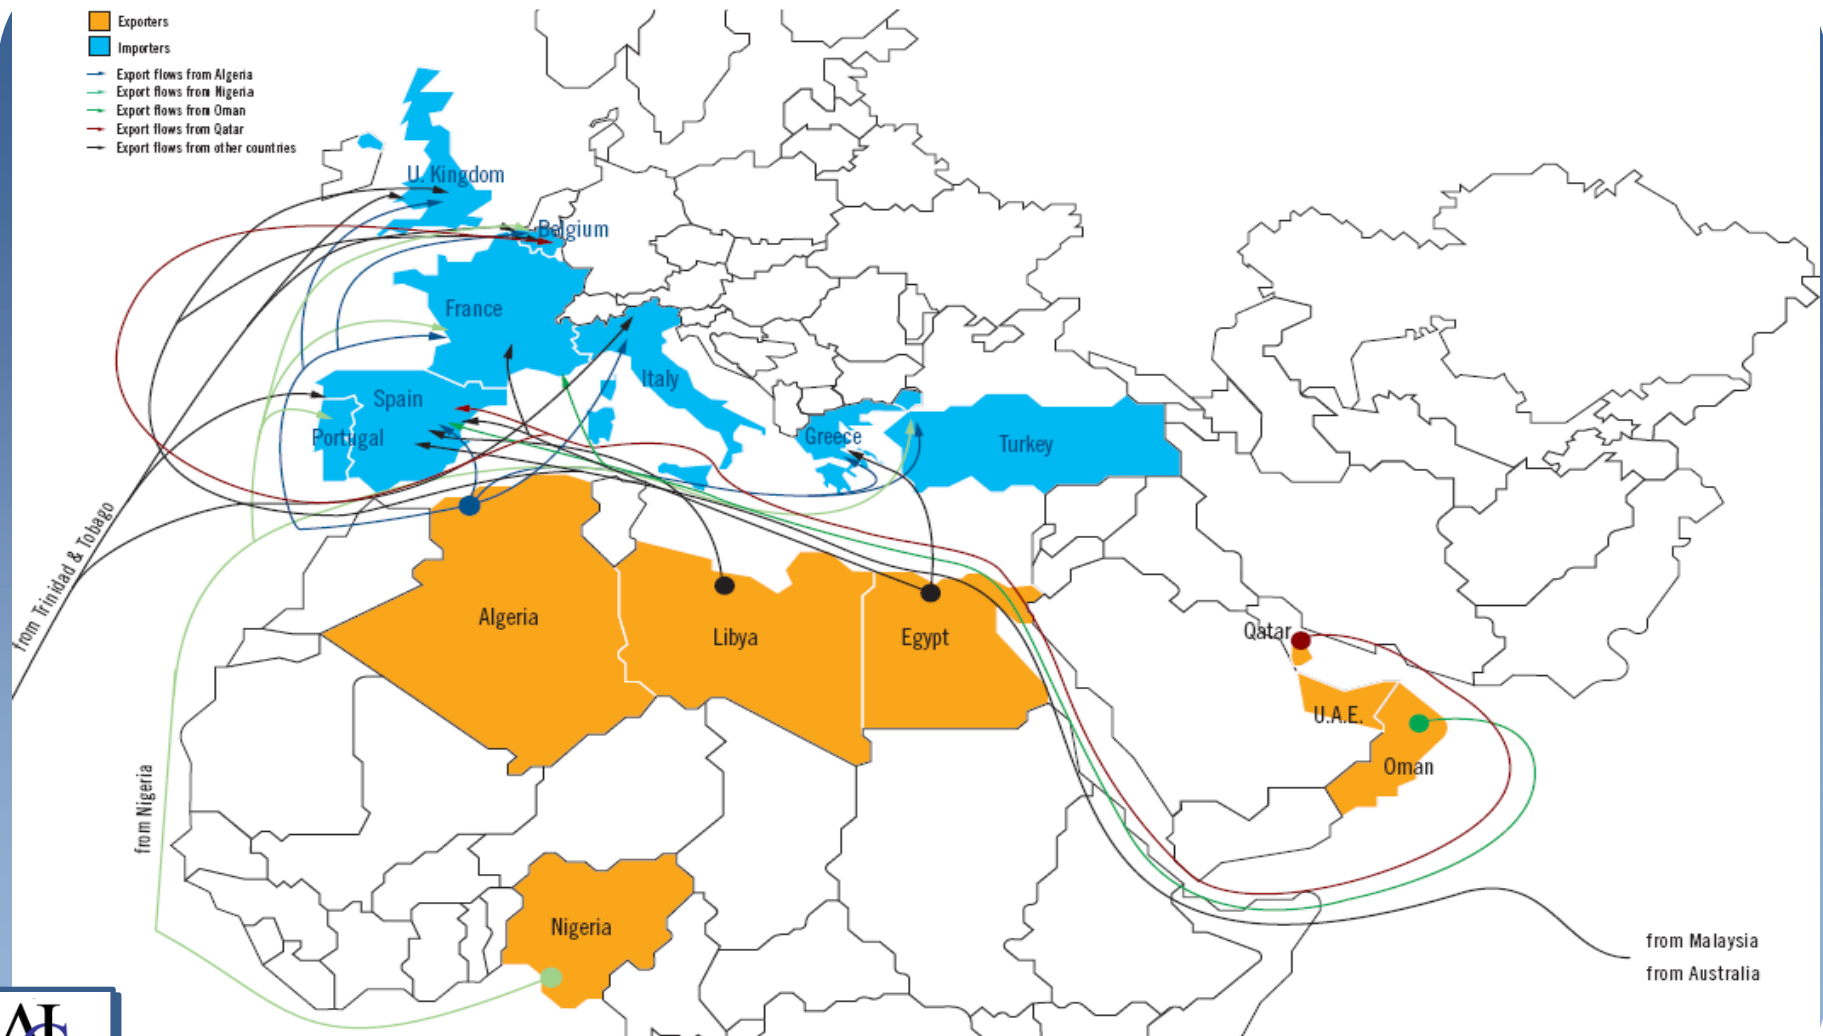 Exporters
Importers
Export flows from Algeria
Export flows from Nigeria
Export flows from Oman
Export flows from Qatar
Export flows from other countries
U. Kingdom
Belgium
France
Italy
Spain
Portugal
Greece
Turkey
from Trinidad & Tobago
Algeria
Libya
Egypt
Qatar
U.A.E.
Oman
from Nigeria
Nigeria
from Malaysia
from Australia